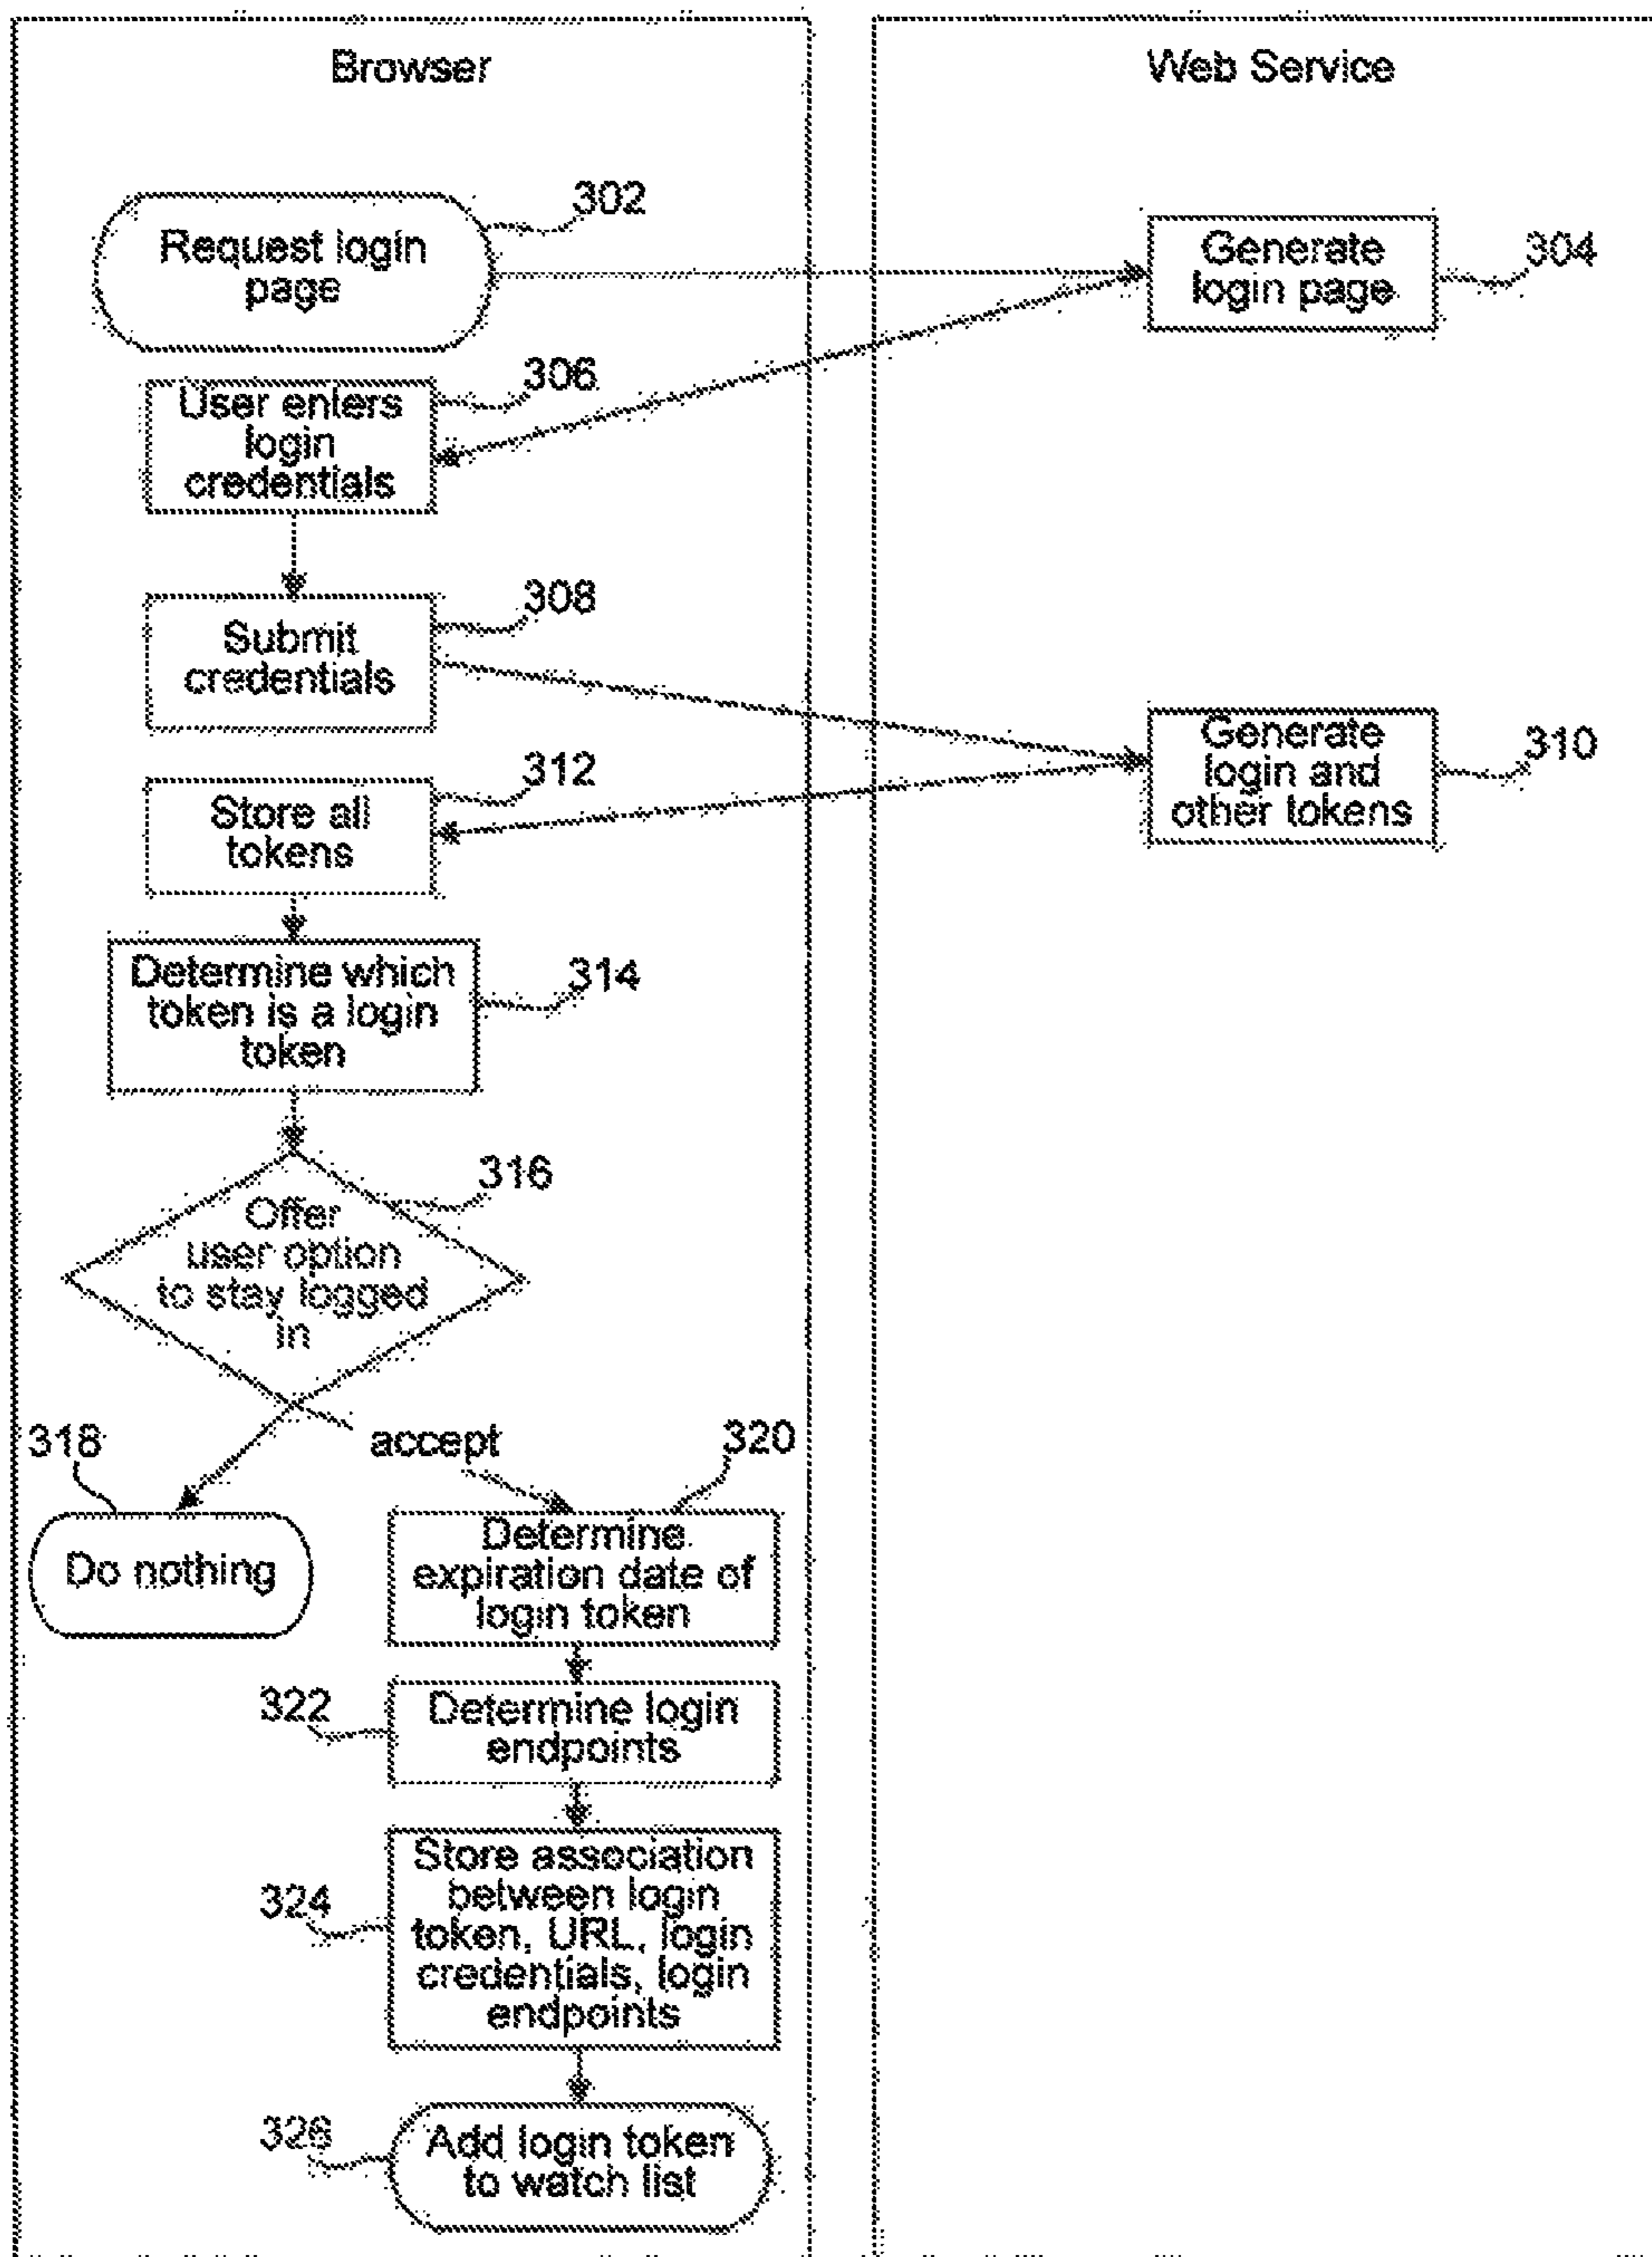 Browser
Web Service
302
Request login
page
Generate
login page
304
306
User enters
login
credentials
308
Submit
credentials
Generate
login and
other tokens
310
312
Store all
tokens
Determine which
token is a login
token
314
316
Offer
user option
to stay logged
in
318
accept
320
Do nothing
Determine
expiration date of
login token
322
Determine login
endpoints
324
Store association
between login
token, URL, login
credentials, login
endpoints
326
Add login token
to watch list